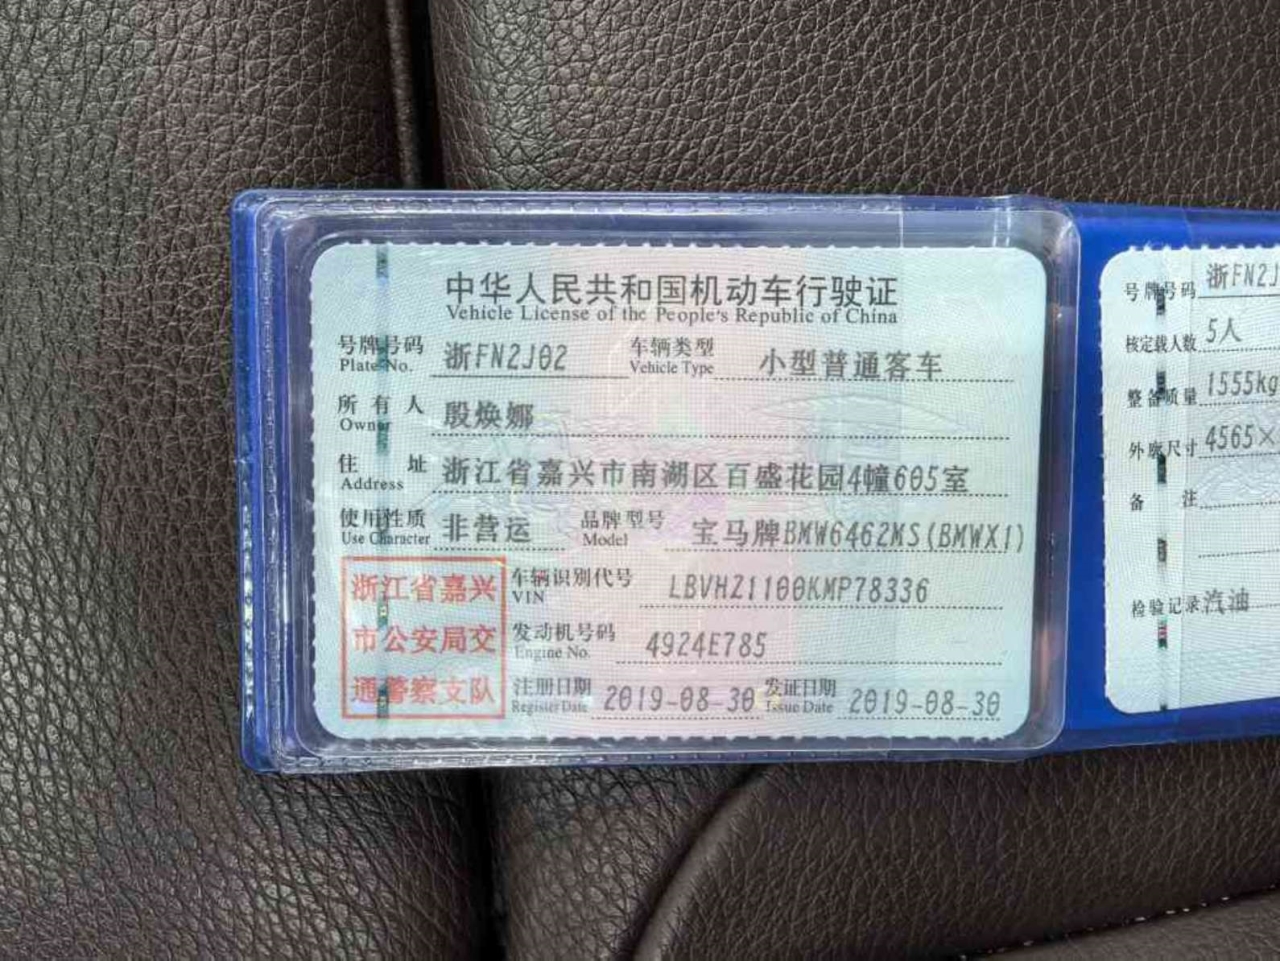 中华人民共和国机动车行驶证
Vehicle License of the People's Republic of China
号牌号码 浙FN2J02 车辆类型 小型普通客车
Plate No. Vehicle Type
所有人 殷焕娜
Owner
住址 浙江省嘉兴市南湖区百盛花园4幢605室
Address
使用性质 非营运 品牌型号 宝马牌BMW6462MS(BMWX1)
Use Character Model
浙江省嘉兴
市公安局交
通警察支队
车辆识别代号 LBVHZ1100KMP78336
VIN
发动机号码 4924E785
Engine No.
注册日期 2019-08-30 发证日期 2019-08-30
Register Date Issue Date
号牌号码 浙FN2J
核定载人数 5人
整备质量 1555kg
外廓尺寸 4565×
备注
检验记录 汽油